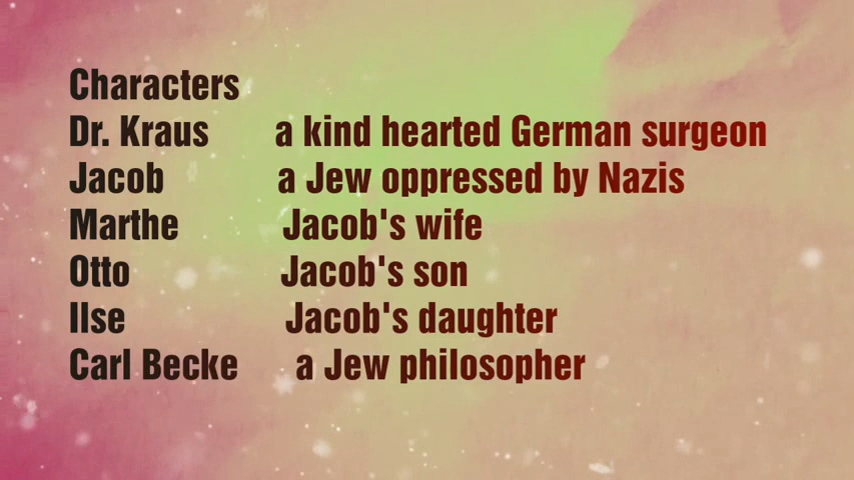 Characters
Dr. Kraus a kind hearted German surgeon
Jacob a Jew oppressed by Nazis
Marthe Jacob's wife
Otto Jacob's son
Ilse Jacob's daughter
Carl Becke a Jew philosopher